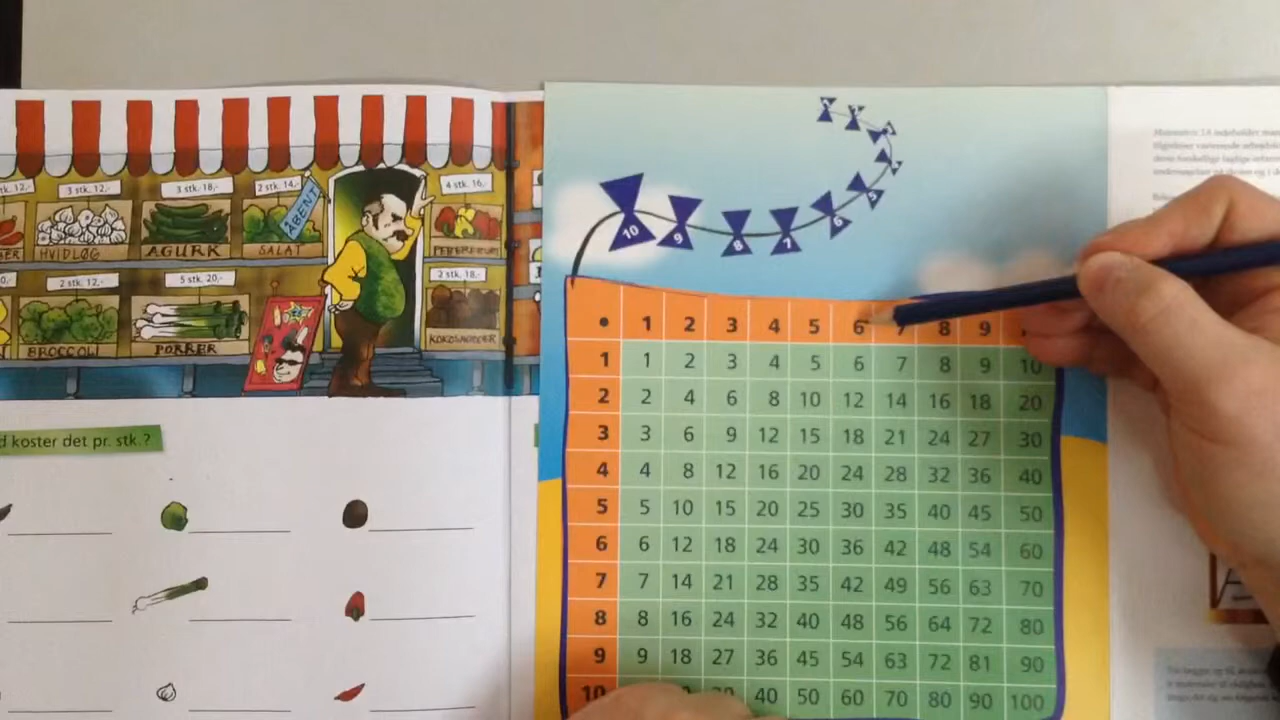 3 stk. 12,-
3 stk. 18,-
2 stk. 14,-
4 stk. 16,-
ÅBENT
HVIDLØG
AGURK
SALAT
2 stk. 12,-
5 stk. 20,-
2 stk. 18,-
BROCCOLI
PORRER
koster det pr. stk.?
10 9 8 7 6 5
• 1 2 3 4 5 6 7 8 9
1 1 2 3 4 5 6 7 8 9 10
2 2 4 6 8 10 12 14 16 18 20
3 3 6 9 12 15 18 21 24 27 30
4 4 8 12 16 20 24 28 32 36 40
5 5 10 15 20 25 30 35 40 45 50
6 6 12 18 24 30 36 42 48 54 60
7 7 14 21 28 35 42 49 56 63 70
8 8 16 24 32 40 48 56 64 72 80
9 9 18 27 36 45 54 63 72 81 90
10 40 50 60 70 80 90 100